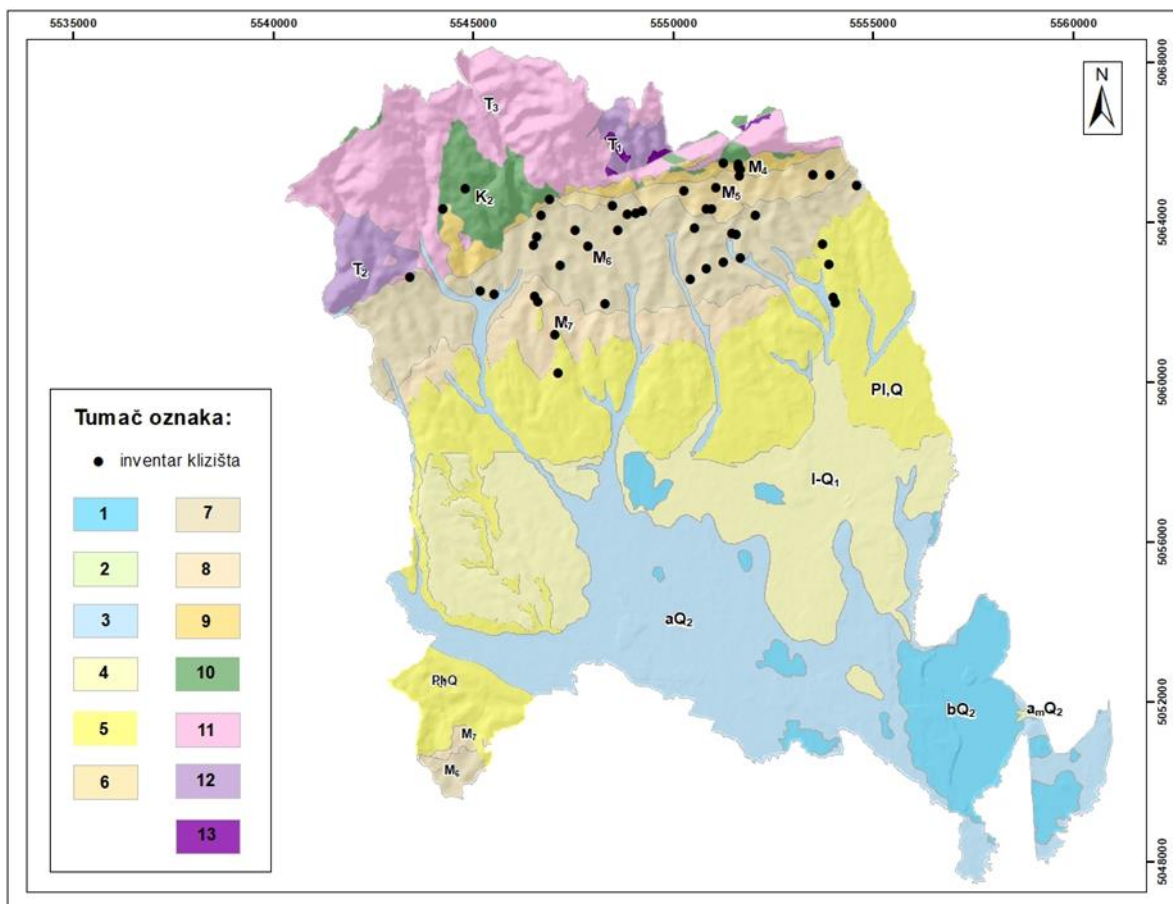 5535000 5540000 5545000 5550000 5555000 5560000
5068000
N
T₃
T₁
M₄
M₅
K₂
5064000
M₆
T₂
M₇
5060000
Pl,Q
Tumač oznaka:
inventar klizišta
l-Q₁
1 7
2 8
3 9
4 10
5 11
6 12
13
5056000
aQ₂
5052000
bQ₂
aₘQ₂
M₇
M₆
5048000